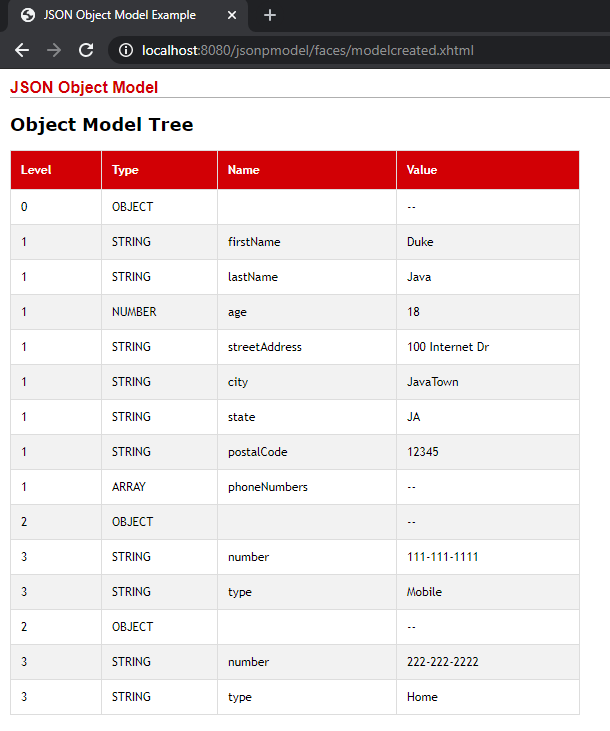 JSON Object Model Example
localhost:8080/jsonpmodel/faces/modelcreated.xhtml
JSON Object Model
Object Model Tree
Level Type Name Value
0 OBJECT --
1 STRING firstName Duke
1 STRING lastName Java
1 NUMBER age 18
1 STRING streetAddress 100 Internet Dr
1 STRING city JavaTown
1 STRING state JA
1 STRING postalCode 12345
1 ARRAY phoneNumbers --
2 OBJECT --
3 STRING number 111-111-1111
3 STRING type Mobile
2 OBJECT --
3 STRING number 222-222-2222
3 STRING type Home